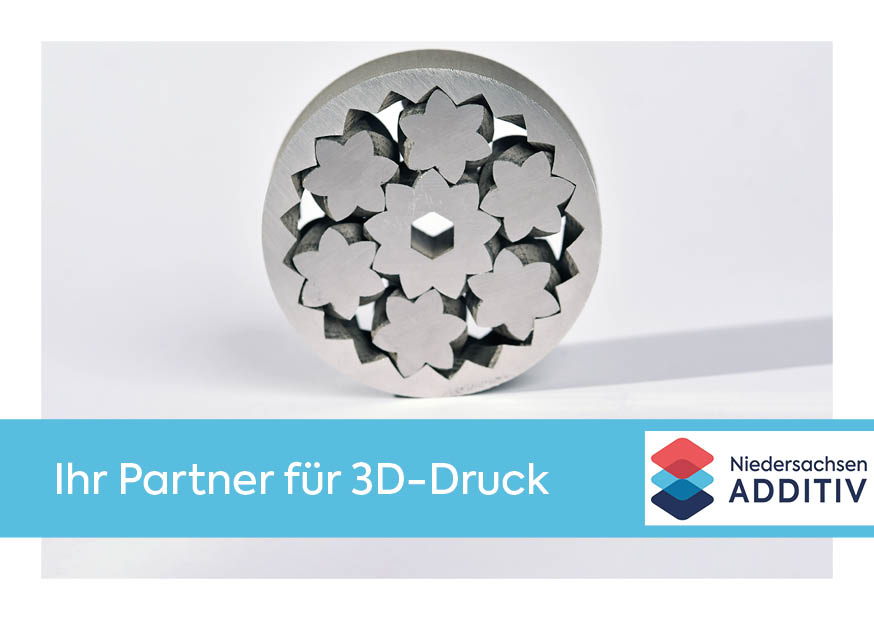 Ihr Partner für 3D-Druck
Niedersachsen
ADDITIV